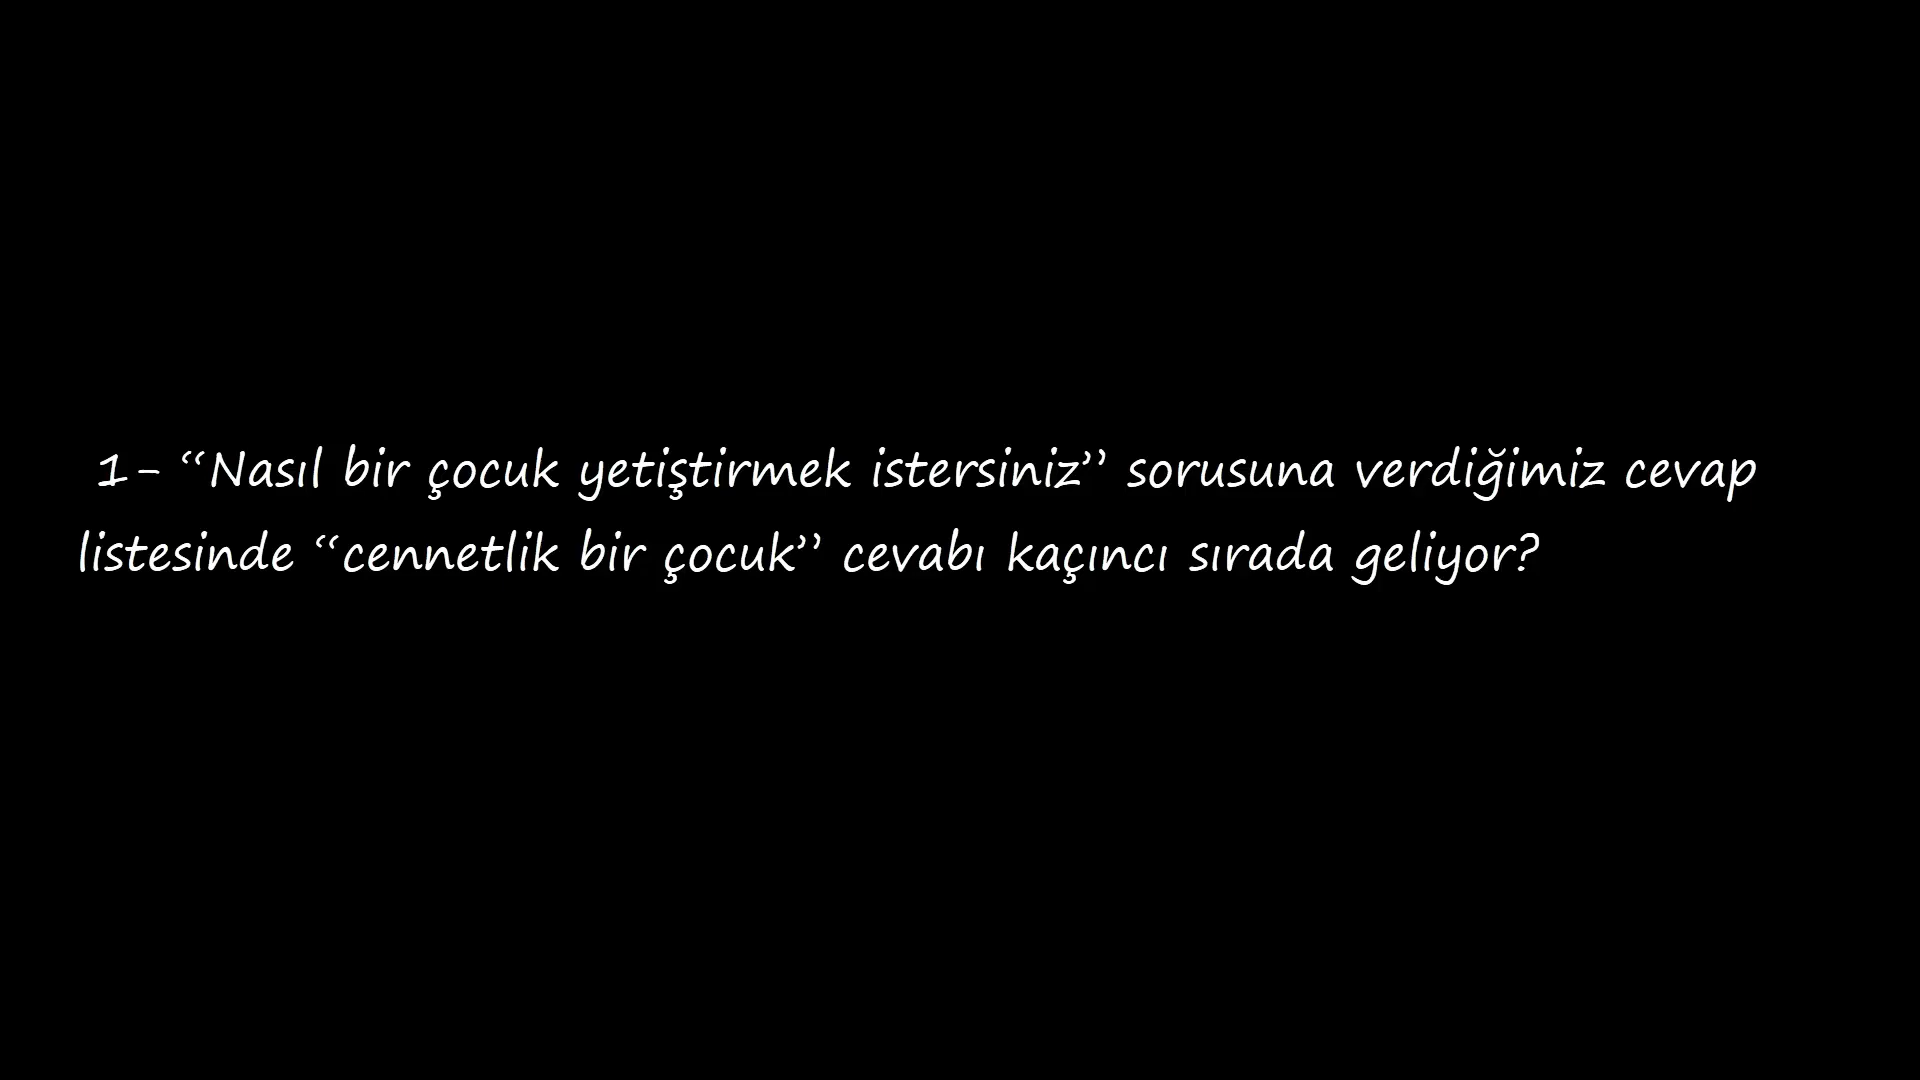 1- “Nasıl bir çocuk yetiştirmek istersiniz” sorusuna verdiğimiz cevap
listesinde “cennetlik bir çocuk” cevabı kaçıncı sırada geliyor?